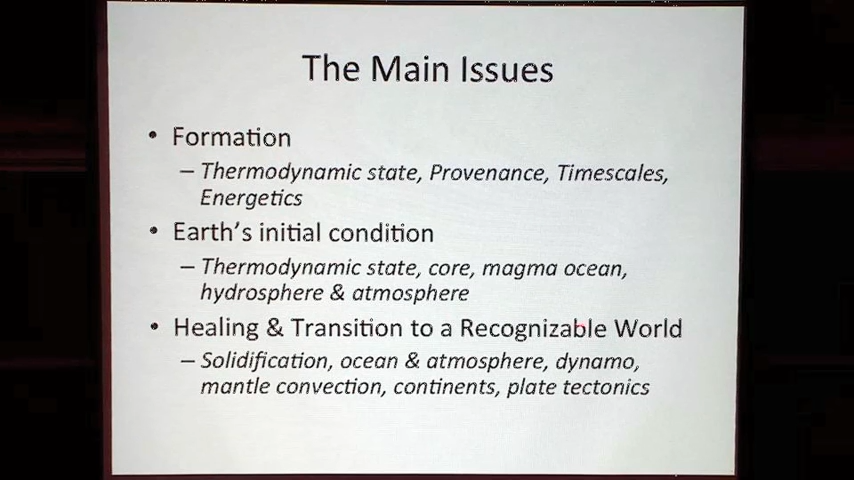 The Main Issues
• Formation
– Thermodynamic state, Provenance, Timescales,
Energetics
• Earth's initial condition
– Thermodynamic state, core, magma ocean,
hydrosphere & atmosphere
• Healing & Transition to a Recognizable World
– Solidification, ocean & atmosphere, dynamo,
mantle convection, continents, plate tectonics